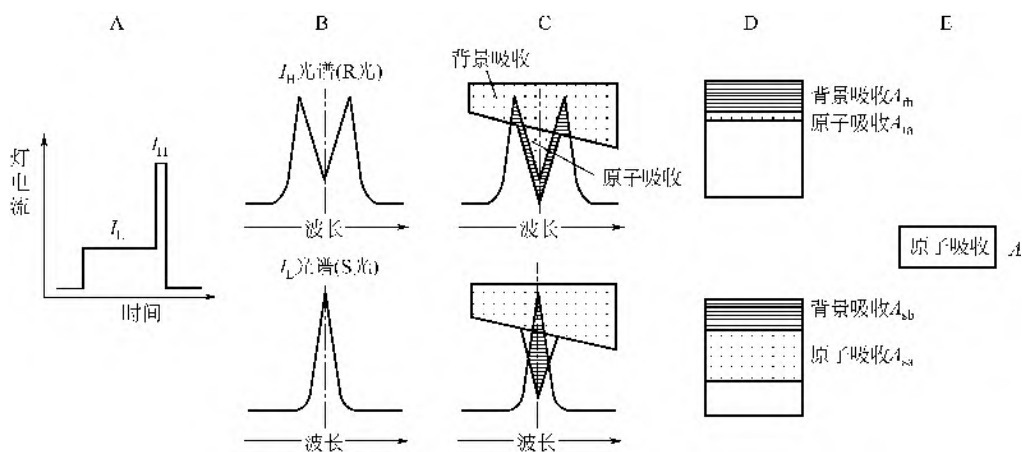 A
B
C
D
E
I_H光谱(R光)
背景吸收
背景吸收A_rb
原子吸收A_ra
原子吸收
灯电流
I_H
I_L
时间
波长
波长
原子吸收 A
I_L光谱(S光)
背景吸收A_sb
原子吸收A_sa
波长
波长